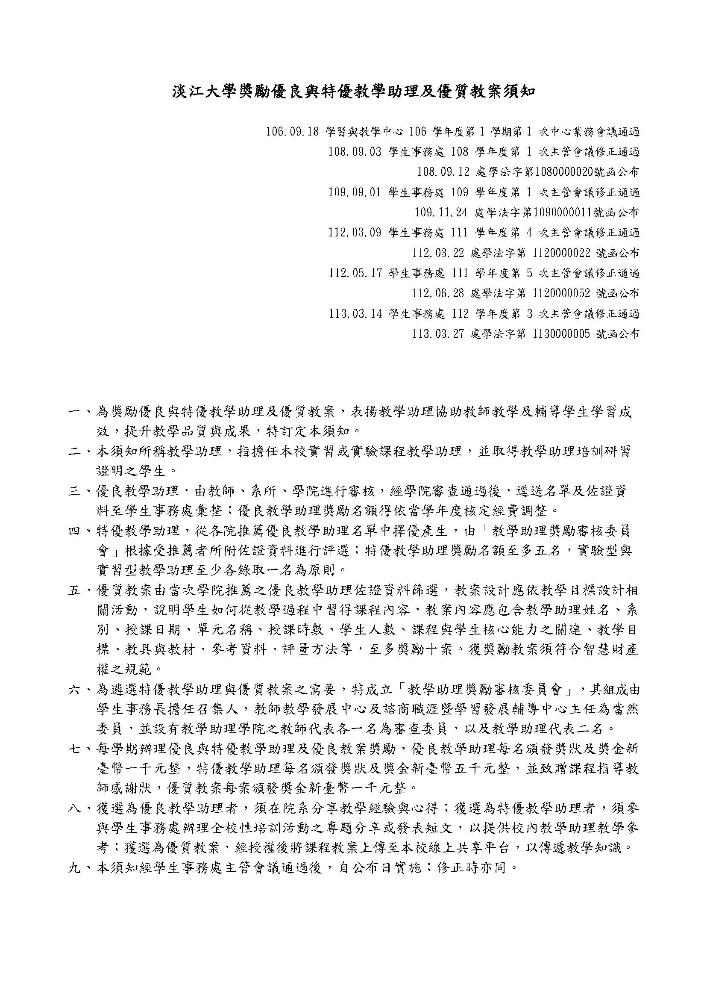 淡江大學獎勵優良與特優教學助理及優質教案須知
106.09.18 學習與教學中心 106 學年度第 1 學期第 1 次中心業務會議通過
108.09.03 學生事務處 108 學年度第 1 次主管會議修正通過
108.09.12 處學法字第1080000020號函公布
109.09.01 學生事務處 109 學年度第 1 次主管會議修正通過
109.11.24 處學法字第1090000011號函公布
112.03.09 學生事務處 111 學年度第 4 次主管會議修正通過
112.03.22 處學法字第 1120000022 號函公布
112.05.17 學生事務處 111 學年度第 5 次主管會議修正通過
112.06.28 處學法字第 1120000052 號函公布
113.03.14 學生事務處 112 學年度第 3 次主管會議修正通過
113.03.27 處學法字第 1130000005 號函公布
一、為獎勵優良與特優教學助理及優質教案，表揚教學助理協助教師教學及輔導學生學習成
效，提升教學品質與成果，特訂定本須知。
二、本須知所稱教學助理，指擔任本校實習或實驗課程教學助理，並取得教學助理培訓研習
證明之學生。
三、優良教學助理，由教師、系所、學院進行審核，經學院審查通過後，逕送名單及佐證資
料至學生事務處彙整；優良教學助理獎勵名額得依當學年度核定經費調整。
四、特優教學助理，從各院推薦優良教學助理名單中擇優產生，由「教學助理獎勵審核委員
會」根據受推薦者所附佐證資料進行評選；特優教學助理獎勵名額至多五名，實驗型與
實習型教學助理至少各錄取一名為原則。
五、優質教案由當次學院推薦之優良教學助理佐證資料篩選，教案設計應依教學目標設計相
關活動，說明學生如何從教學過程中習得課程內容，教案內容應包含教學助理姓名、系
別、授課日期、單元名稱、授課時數、學生人數、課程與學生核心能力之關連、教學目
標、教具與教材、參考資料、評量方法等，至多獎勵十案。獲獎勵教案須符合智慧財產
權之規範。
六、為遴選特優教學助理與優質教案之需要，特成立「教學助理獎勵審核委員會」，其組成由
學生事務長擔任召集人，教師教學發展中心及諮商職涯暨學習發展輔導中心主任為當然
委員，並設有教學助理學院之教師代表各一名為審查委員，以及教學助理代表二名。
七、每學期辦理優良與特優教學助理及優良教案獎勵，優良教學助理每名頒發獎狀及獎金新
臺幣一千元整，特優教學助理每名頒發獎狀及獎金新臺幣五千元整，並致贈課程指導教
師感謝狀，優質教案每案頒發獎金新臺幣一千元整。
八、獲選為優良教學助理者，須在院系分享教學經驗與心得；獲選為特優教學助理者，須參
與學生事務處辦理全校性培訓活動之專題分享或發表短文，以提供校內教學助理教學參
考；獲選為優質教案，經授權後將課程教案上傳至本校線上共享平台，以傳遞教學知識。
九、本須知經學生事務處主管會議通過後，自公布日實施；修正時亦同。